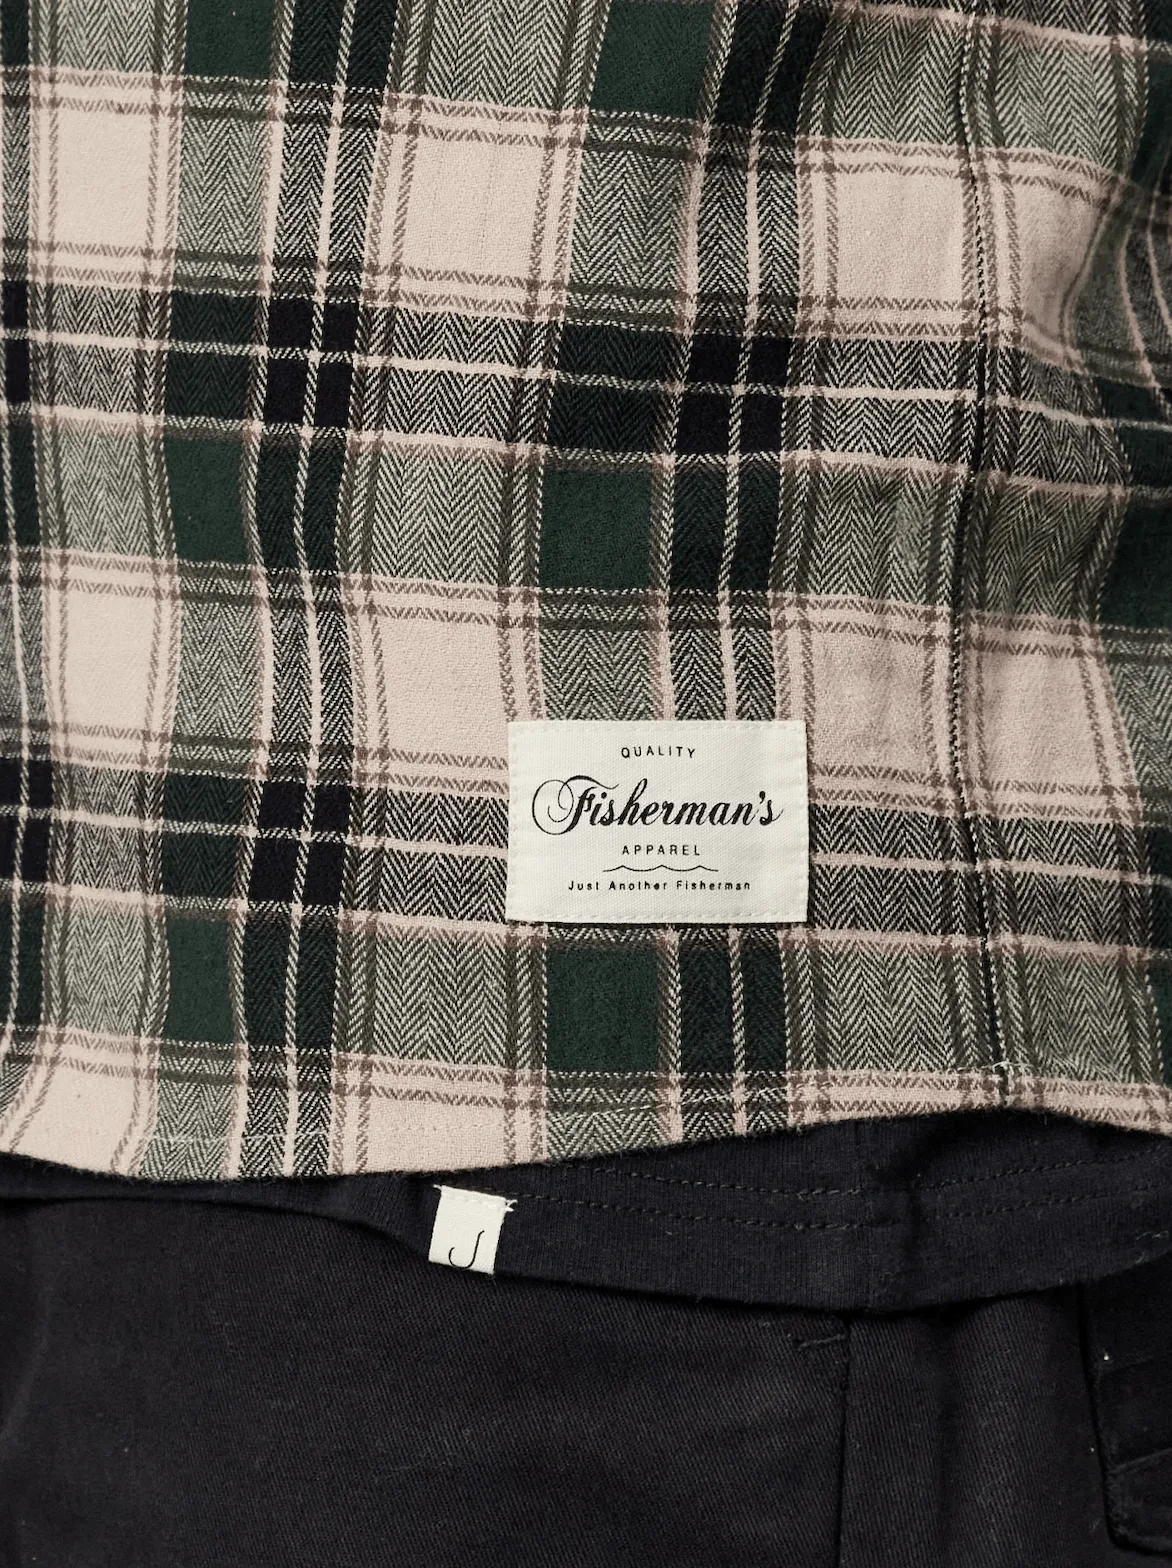 QUALITY
Fisherman's
APPAREL
Just Another Fisherman
J